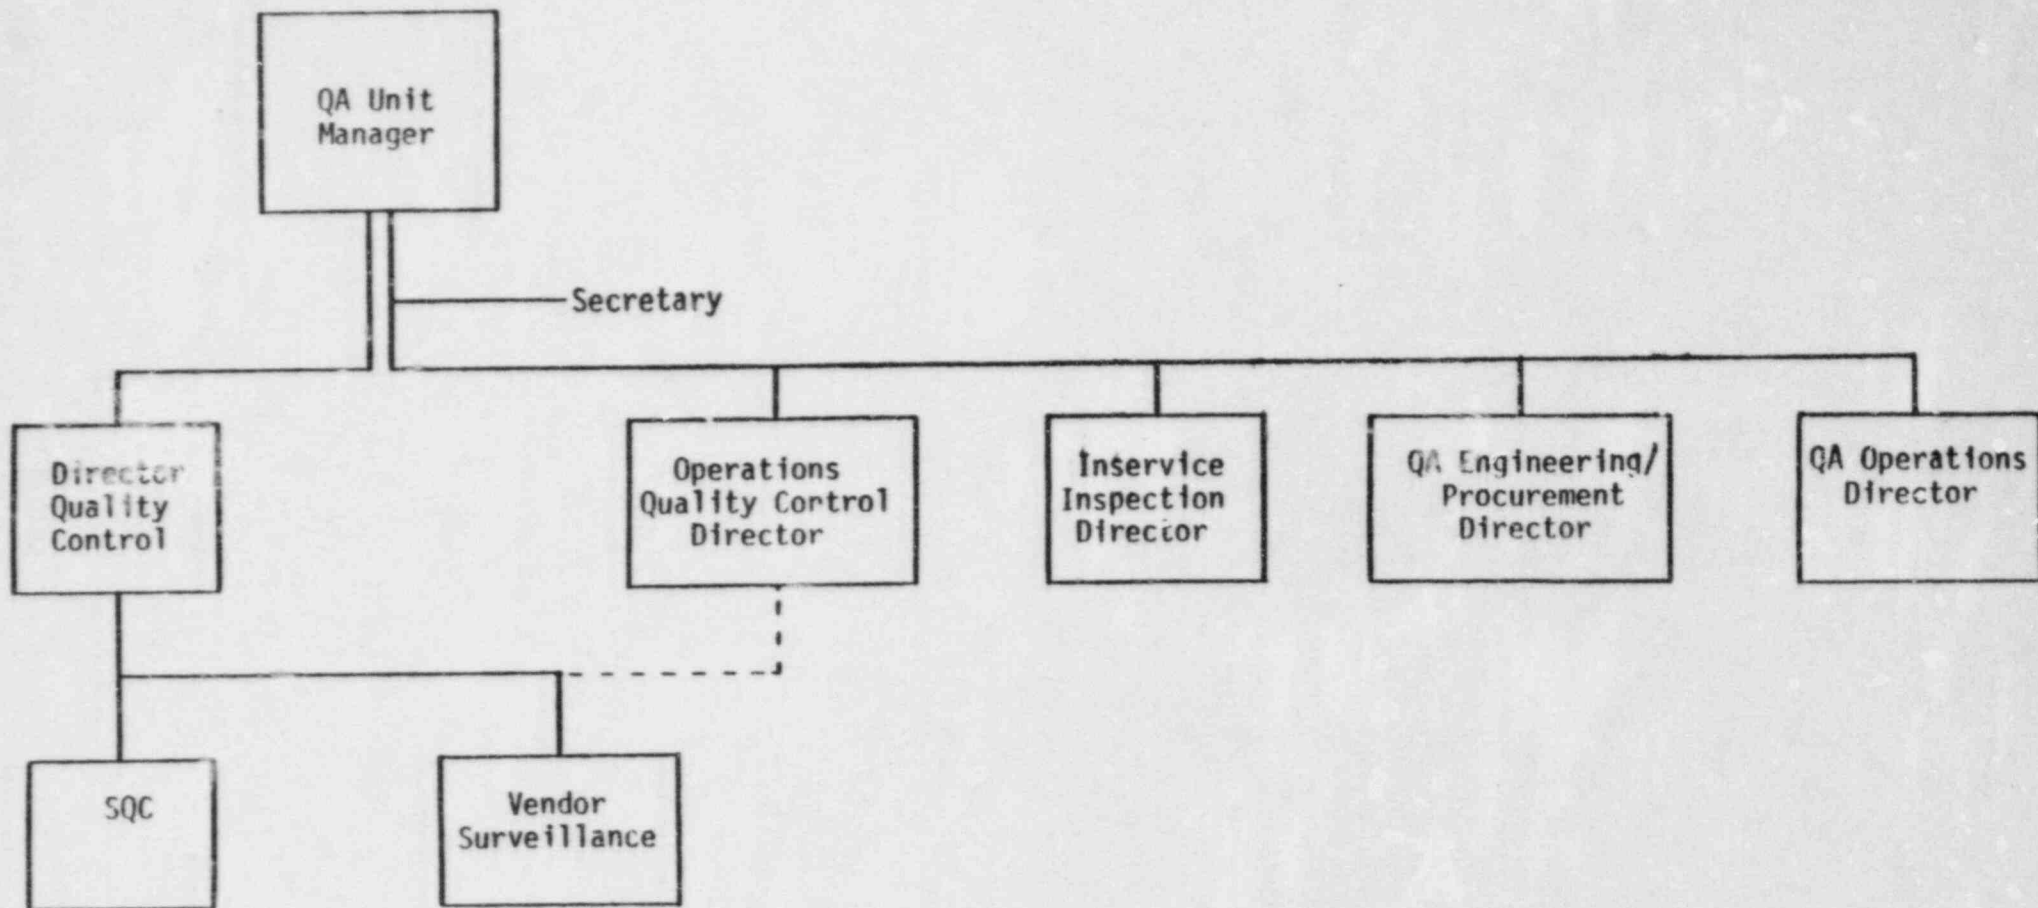 QA Unit
Manager
Secretary
Director
Quality
Control
Operations
Quality Control
Director
Inservice
Inspection
Director
QA Engineering/
Procurement
Director
QA Operations
Director
SQC
Vendor
Surveillance